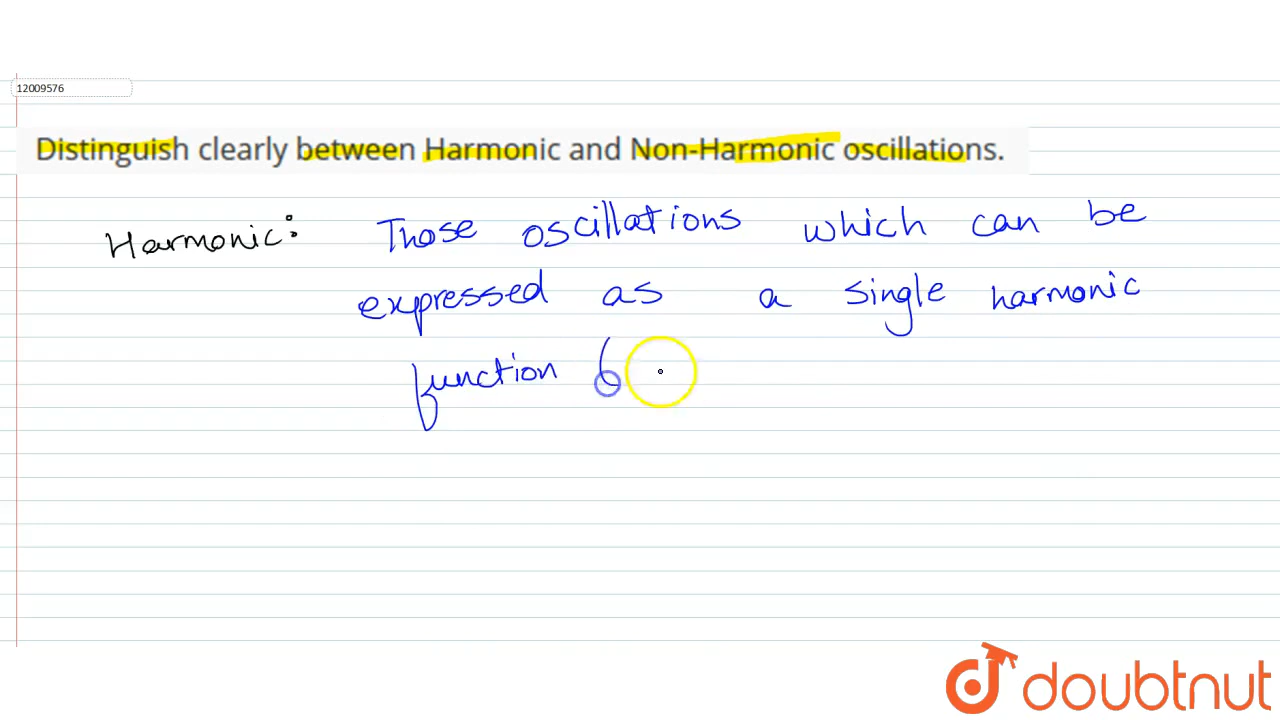 12009576
Distinguish clearly between Harmonic and Non-Harmonic oscillations.
Harmonic: Those oscillations which can be
expressed as a single harmonic
function (
doubtnut